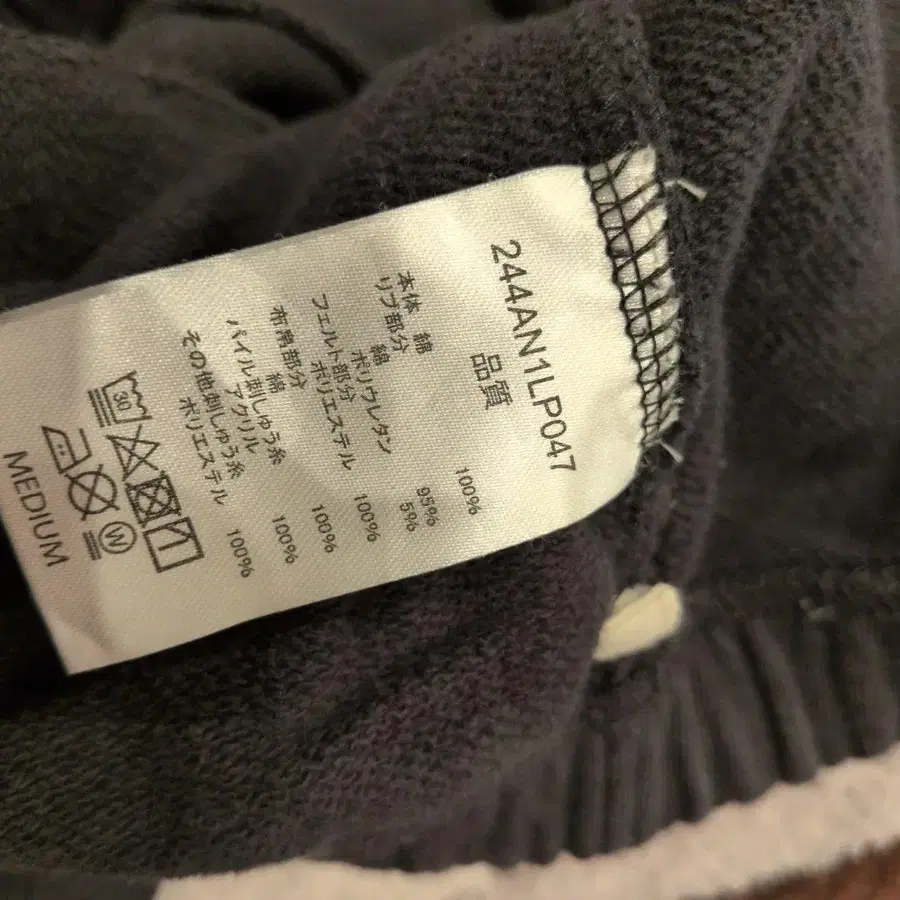 244AN1LP047
品質
本体 綿 100%
リブ部分
綿 95%
ポリウレタン 5%
フェルト部分
ポリエステル 100%
布帛部分
綿 100%
パイル刺しゅう糸
アクリル 100%
その他刺しゅう糸
ポリエステル 100%
30
W
MEDIUM